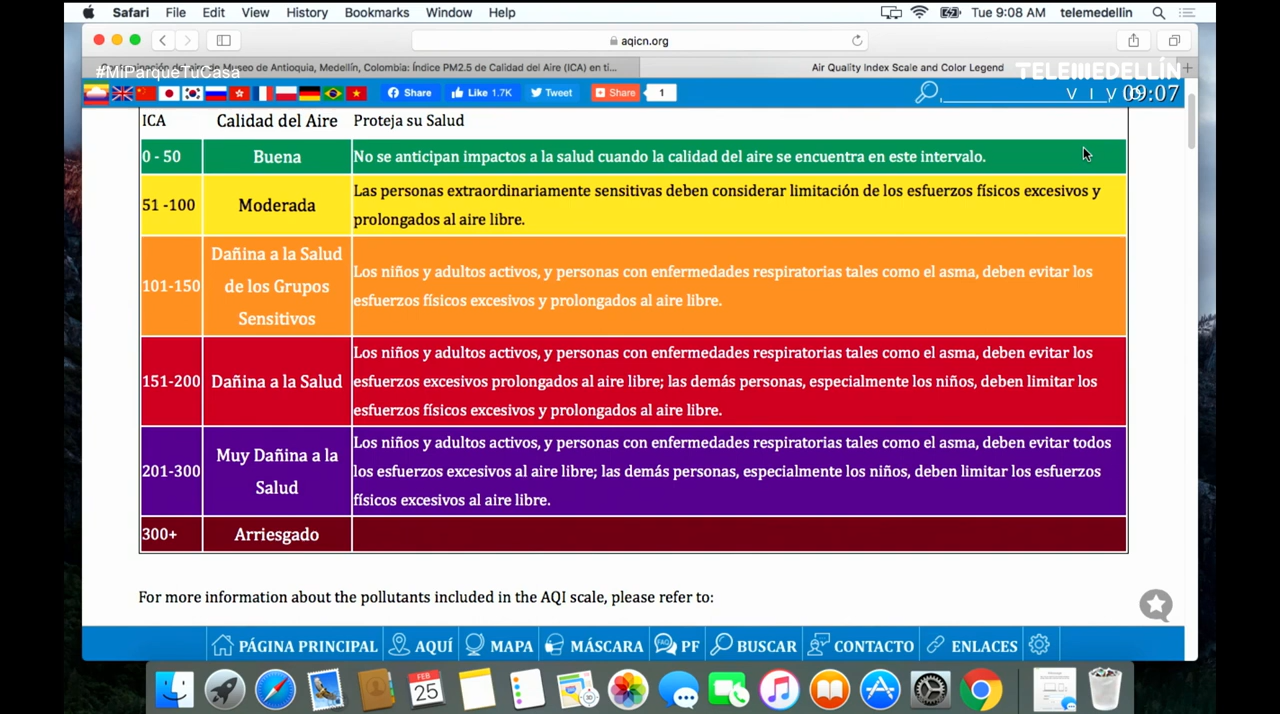 Safari File Edit View History Bookmarks Window Help Tue 9:08 AM telemedellin
aqicn.org
#MiParqueTuCasa
de aire de Museo de Antioquia, Medellín, Colombia: Índice PM2.5 de Calidad del Aire (ICA) en ti...
Air Quality Index Scale and Color Legend
TELEMEDELLÍN
VIVO 09:07
Share Like 1.7K Tweet Share 1
ICA Calidad del Aire Proteja su Salud
0 - 50 Buena No se anticipan impactos a la salud cuando la calidad del aire se encuentra en este intervalo.
51 -100 Moderada Las personas extraordinariamente sensitivas deben considerar limitación de los esfuerzos físicos excesivos y
prolongados al aire libre.
101-150 Dañina a la Salud
de los Grupos
Sensitivos
Los niños y adultos activos, y personas con enfermedades respiratorias tales como el asma, deben evitar los
esfuerzos físicos excesivos y prolongados al aire libre.
151-200 Dañina a la Salud
Los niños y adultos activos, y personas con enfermedades respiratorias tales como el asma, deben evitar los
esfuerzos excesivos prolongados al aire libre; las demás personas, especialmente los niños, deben limitar los
esfuerzos físicos excesivos y prolongados al aire libre.
201-300 Muy Dañina a la
Salud
Los niños y adultos activos, y personas con enfermedades respiratorias tales como el asma, deben evitar todos
los esfuerzos excesivos al aire libre; las demás personas, especialmente los niños, deben limitar los esfuerzos
físicos excesivos al aire libre.
300+ Arriesgado
For more information about the pollutants included in the AQI scale, please refer to:
PÁGINA PRINCIPAL AQUÍ MAPA MÁSCARA FAQ PF BUSCAR CONTACTO ENLACES
FEB
25